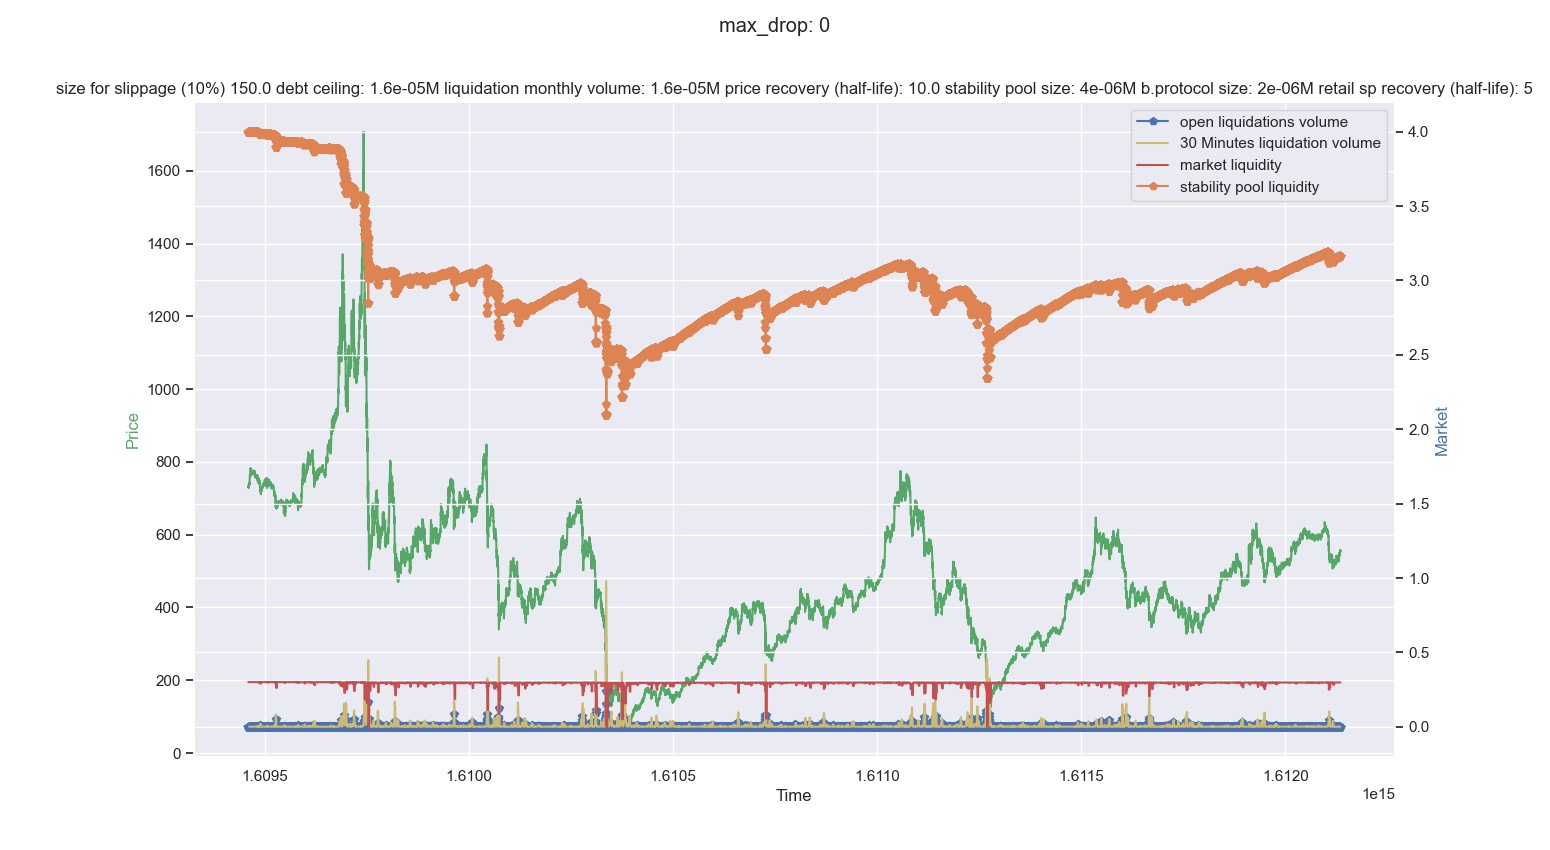 max_drop: 0
size for slippage (10%) 150.0 debt ceiling: 1.6e-05M liquidation monthly volume: 1.6e-05M price recovery (half-life): 10.0 stability pool size: 4e-06M b.protocol size: 2e-06M retail sp recovery (half-life): 5
open liquidations volume
30 Minutes liquidation volume
market liquidity
stability pool liquidity
1600
1400
1200
1000
800
600
400
200
0
Price
4.0
3.5
3.0
2.5
2.0
1.5
1.0
0.5
0.0
Market
1.6095
1.6100
1.6105
1.6110
1.6115
1.6120
1e15
Time